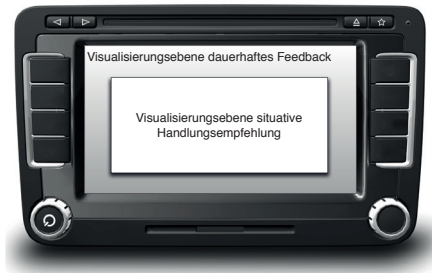 Visualisierungsebene dauerhaftes Feedback
Visualisierungsebene situative
Handlungsempfehlung